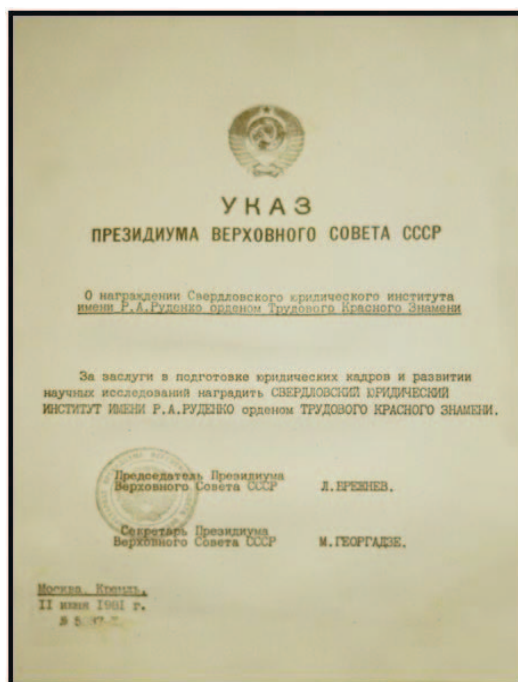 УКАЗ
ПРЕЗИДИУМА ВЕРХОВНОГО СОВЕТА СССР
О награждении Свердловского юридического института
имени Р.А.Руденко орденом Трудового Красного Знамени
За заслуги в подготовке юридических кадров и развитии
научных исследований наградить СВЕРДЛОВСКИЙ ЮРИДИЧЕСКИЙ
ИНСТИТУТ ИМЕНИ Р.А.РУДЕНКО орденом ТРУДОВОГО КРАСНОГО ЗНАМЕНИ.
Председатель Президиума
Верховного Совета СССР Л.БРЕЖНЕВ.
Секретарь Президиума
Верховного Совета СССР М.ГЕОРГАДЗЕ.
Москва, Кремль.
II 1981 г.
№